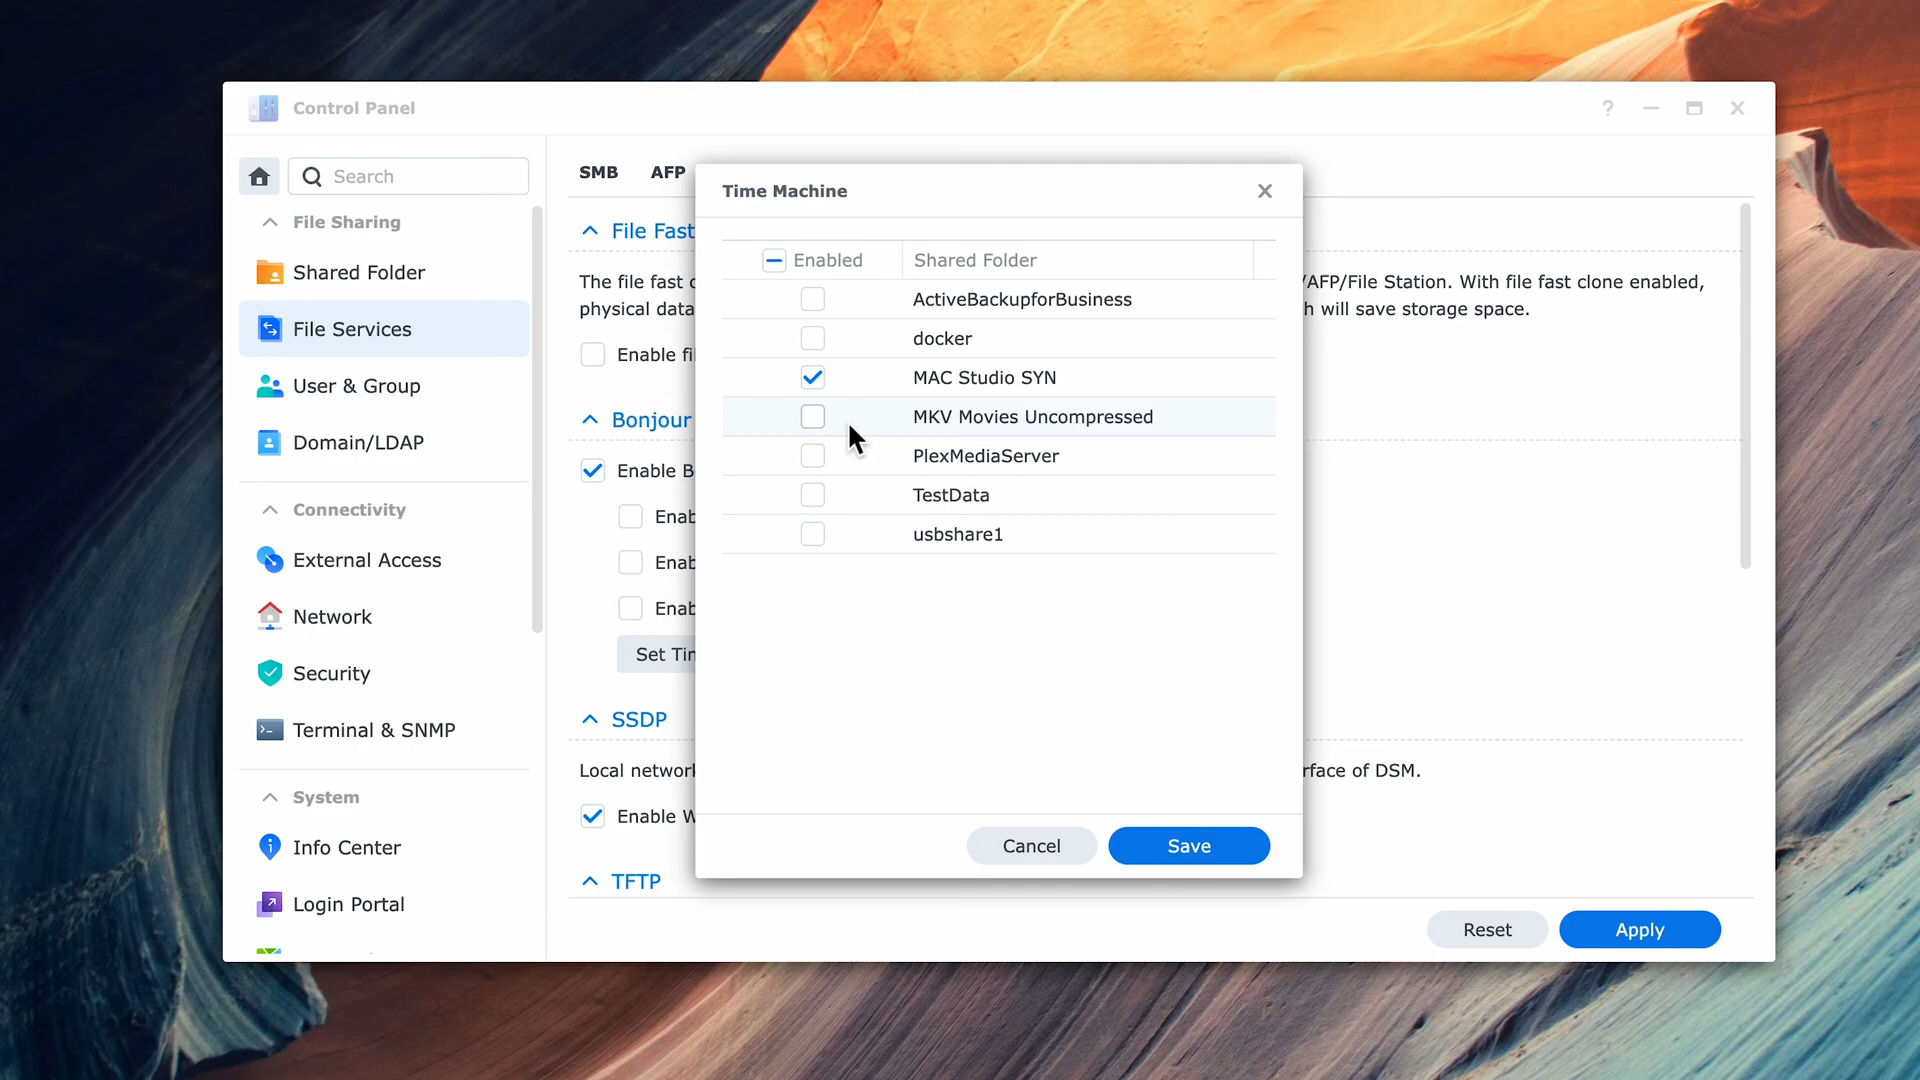 Control Panel
?
Search
File Sharing
Shared Folder
File Services
User & Group
Domain/LDAP
Connectivity
External Access
Network
Security
Terminal & SNMP
System
Info Center
Login Portal
SMB AFP
File Fast
The file fast c
/AFP/File Station. With file fast clone enabled,
physical data
h will save storage space.
Enable fi
Bonjour
Enable B
Enab
Enab
Enab
Set Tim
SSDP
Local network
rface of DSM.
Enable W
TFTP
Reset
Apply
Time Machine
Enabled Shared Folder
ActiveBackupforBusiness
docker
MAC Studio SYN
MKV Movies Uncompressed
PlexMediaServer
TestData
usbshare1
Cancel
Save